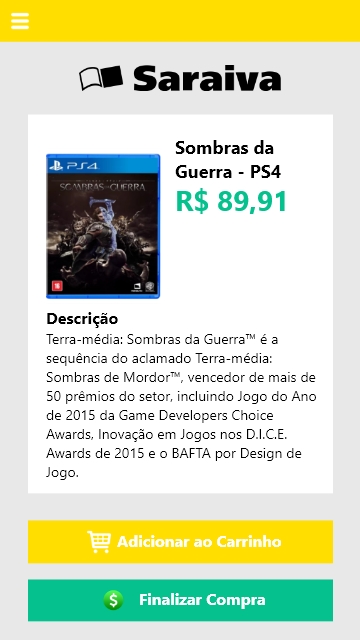 Saraiva
Sombras da
Guerra - PS4
R$ 89,91
PS4
SOMBRAS DA GUERRA
Descrição
Terra-média: Sombras da Guerra™ é a
sequência do aclamado Terra-média:
Sombras de Mordor™, vencedor de mais de
50 prêmios do setor, incluindo Jogo do Ano
de 2015 da Game Developers Choice
Awards, Inovação em Jogos nos D.I.C.E.
Awards de 2015 e o BAFTA por Design de
Jogo.
Adicionar ao Carrinho
$ Finalizar Compra